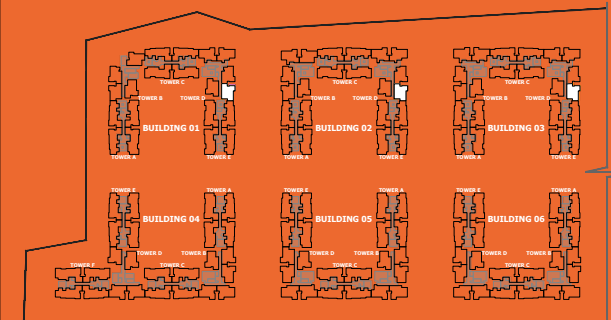 TOWER C TOWER C TOWER C
TOWER B TOWER D TOWER B TOWER D TOWER B TOWER D
BUILDING 01 BUILDING 02 BUILDING 03
TOWER A TOWER E TOWER A TOWER E TOWER A TOWER E
TOWER E TOWER A TOWER E TOWER A TOWER E TOWER A
BUILDING 04 BUILDING 05 BUILDING 06
TOWER D TOWER B TOWER D TOWER B TOWER D TOWER B
TOWER F TOWER C TOWER C TOWER C